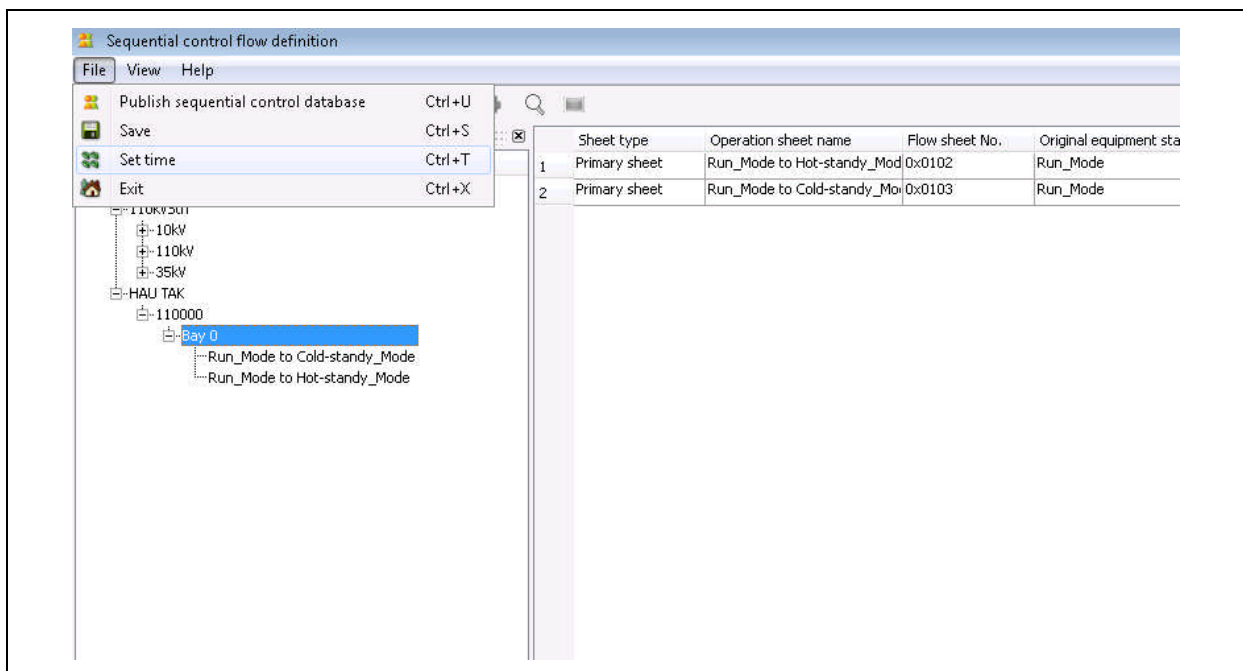 Sequential control flow definition
File View Help
Publish sequential control database Ctrl+U
Save Ctrl+S
Set time Ctrl+T
Exit Ctrl+X
Sheet type Operation sheet name Flow sheet No. Original equipment sta
1 Primary sheet Run_Mode to Hot-standy_Mod 0x0102 Run_Mode
2 Primary sheet Run_Mode to Cold-standy_Mo 0x0103 Run_Mode
10kV
110kV
35kV
HAU TAK
110000
Bay 0
Run_Mode to Cold-standy_Mode
Run_Mode to Hot-standy_Mode